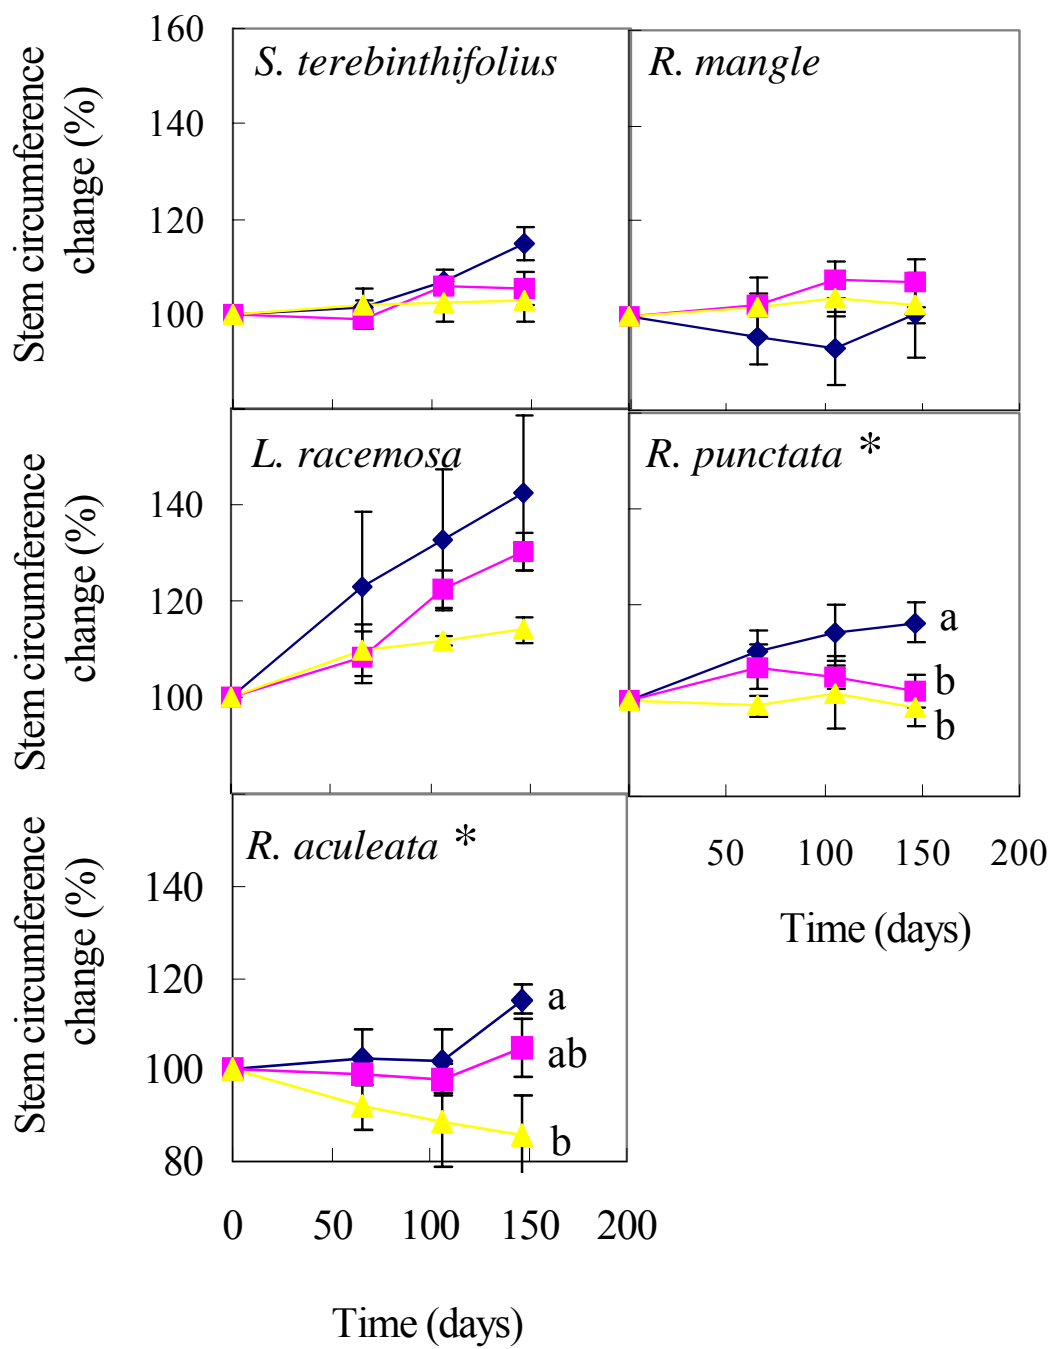 Stem circumference
change (%)
160
140
120
100
S. terebinthifolius
R. mangle
Stem circumference
change (%)
140
120
100
L. racemosa
R. punctata *
a
b
b
50 100 150 200
Time (days)
Stem circumference
change (%)
140
120
100
80
R. aculeata *
a
ab
b
0 50 100 150 200
Time (days)